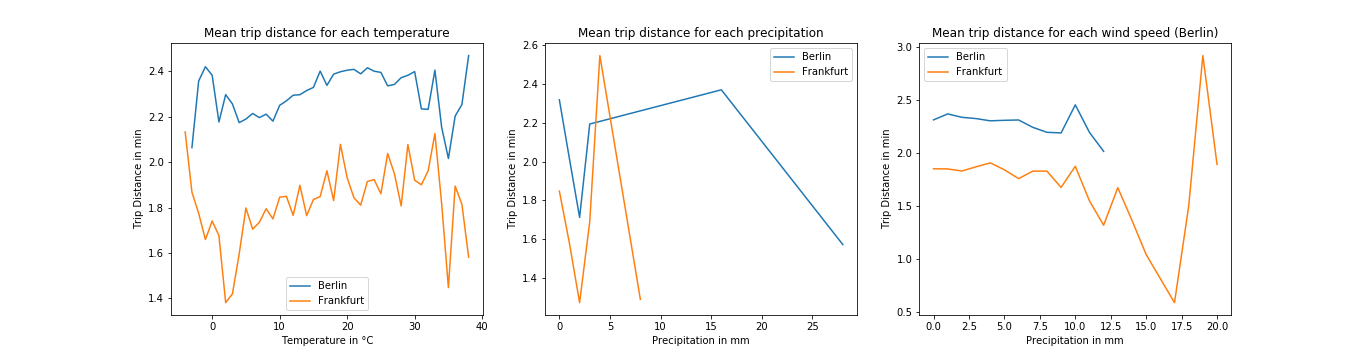 Mean trip distance for each temperature
Trip Distance in min
2.4
2.2
2.0
1.8
1.6
1.4
0
10
20
30
40
Temperature in °C
Berlin
Frankfurt
Mean trip distance for each precipitation
Trip Distance in min
2.6
2.4
2.2
2.0
1.8
1.6
1.4
0
5
10
15
20
25
Precipitation in mm
Berlin
Frankfurt
Mean trip distance for each wind speed (Berlin)
Trip Distance in min
3.0
2.5
2.0
1.5
1.0
0.5
0.0
2.5
5.0
7.5
10.0
12.5
15.0
17.5
20.0
Precipitation in mm
Berlin
Frankfurt